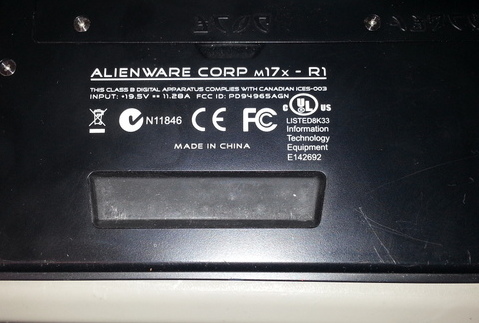 ALIENWARE CORP M17x - R1
THIS CLASS B DIGITAL APPARATUS COMPLIES WITH CANADIAN ICES-003
INPUT: +19.5V ⎓ 11.28A FCC ID: PD94965AGN
N11846 CE FC c UL US
LISTED8K33
Information
Technology
Equipment
E142692
MADE IN CHINA